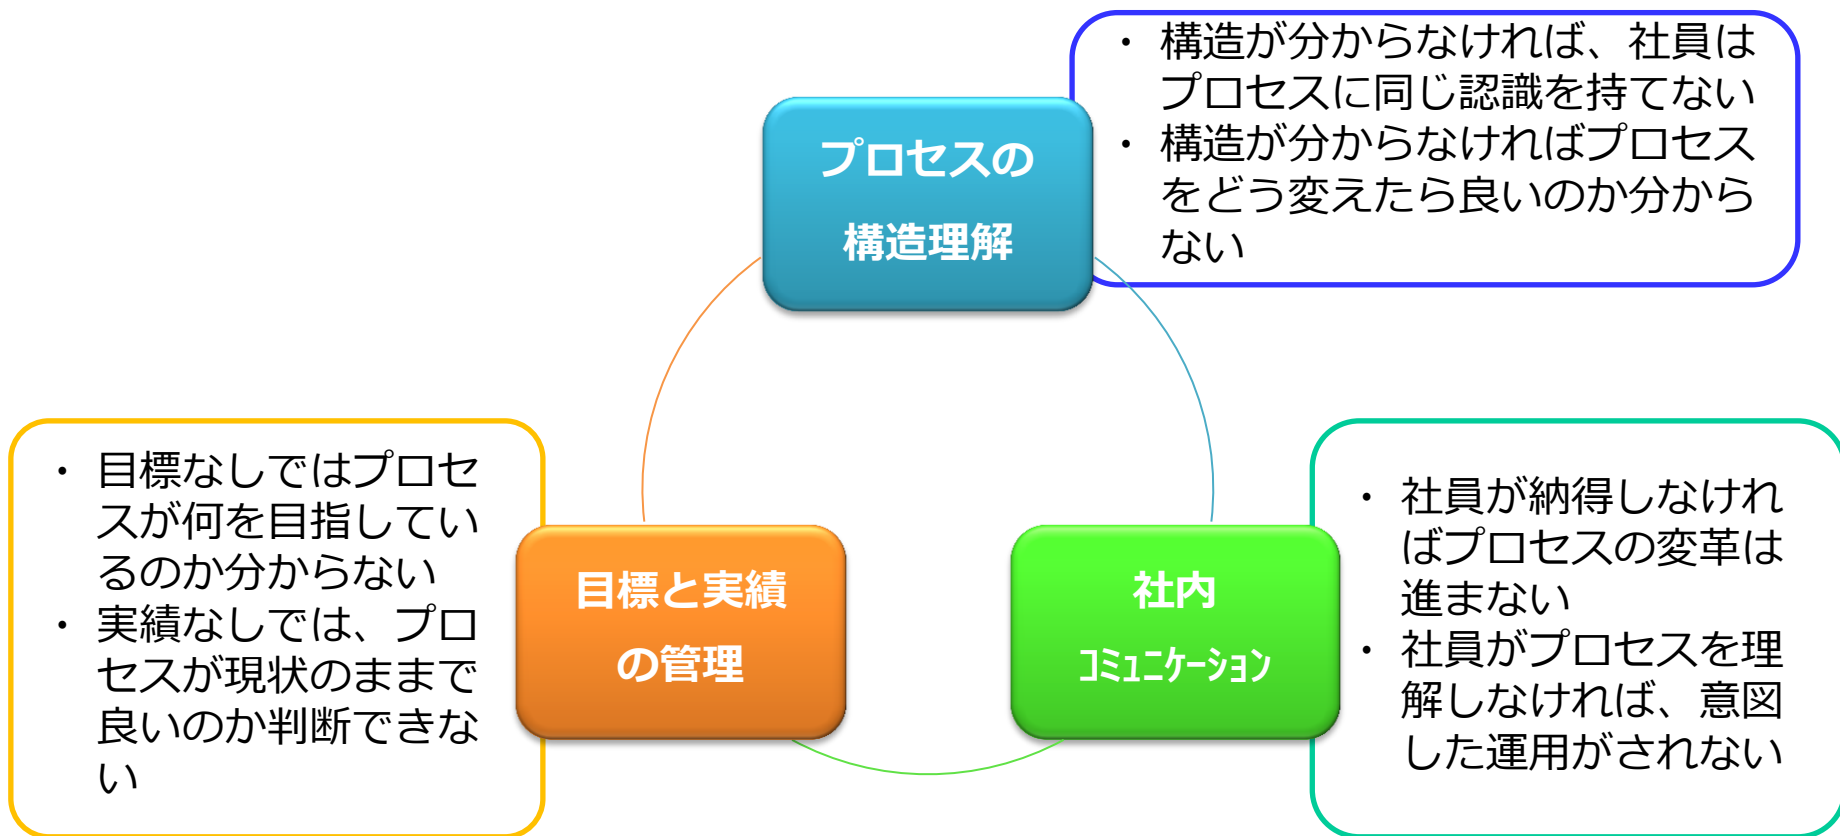 プロセスの
構造理解
・ 構造が分からなければ、社員は
プロセスに同じ認識を持てない
・ 構造が分からなければプロセス
をどう変えたら良いのか分から
ない
・ 目標なしではプロセ
スが何を目指してい
るのか分からない
・ 実績なしでは、プロ
セスが現状のままで
良いのか判断できな
い
目標と実績
の管理
社内
ｺﾐｭﾆｹｰｼｮﾝ
・ 社員が納得しなけれ
ばプロセスの変革は
進まない
・ 社員がプロセスを理
解しなければ、意図
した運用がされない